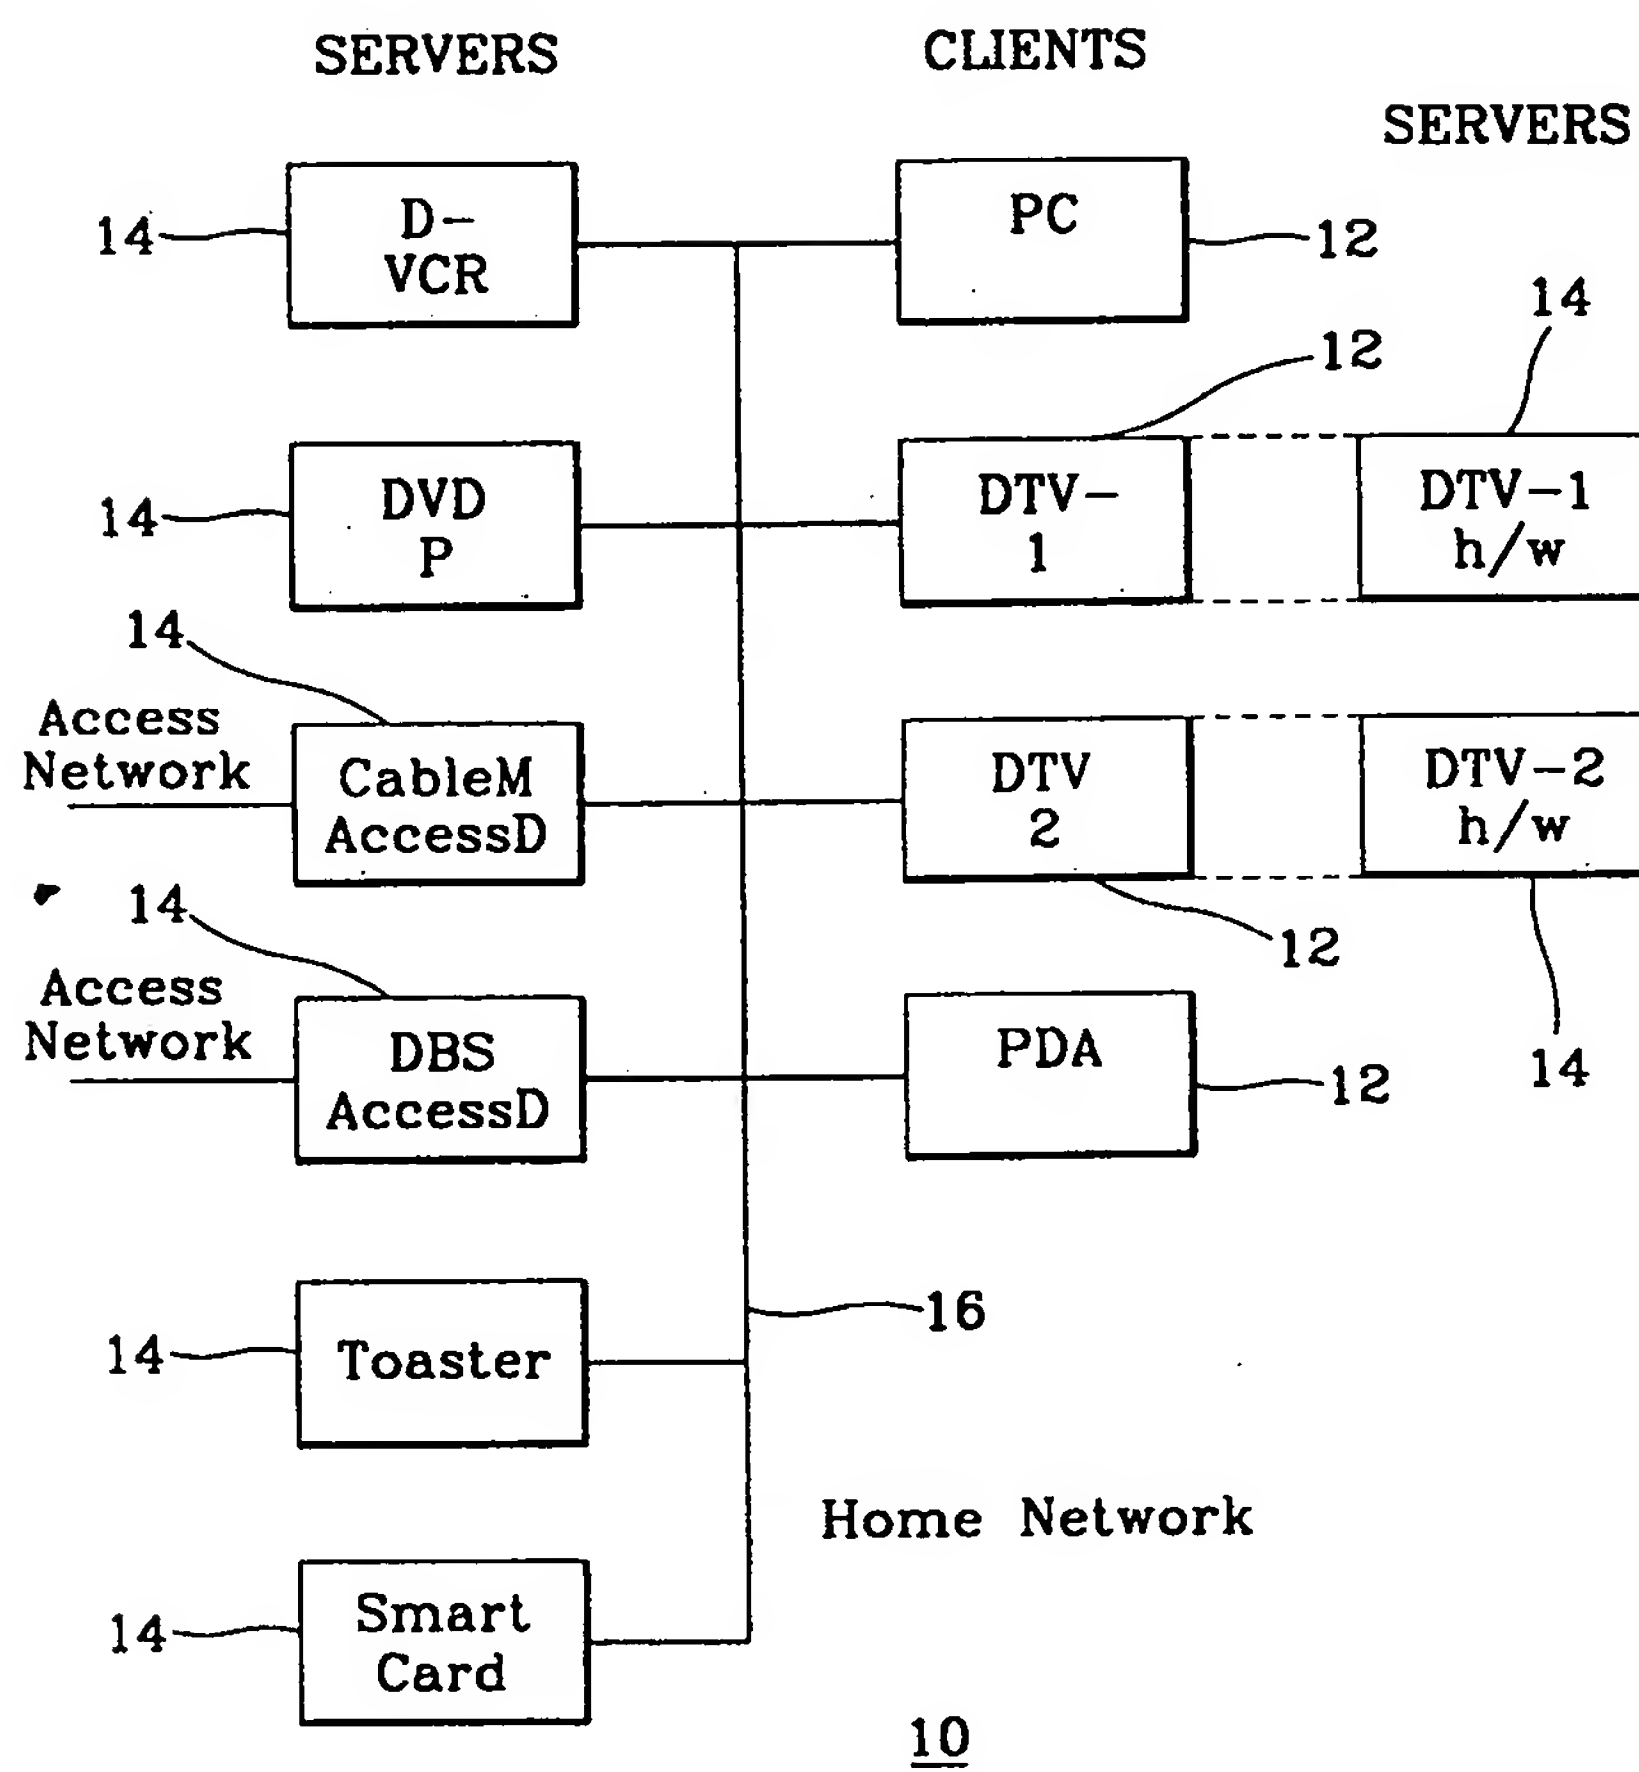 SERVERS
CLIENTS
SERVERS
14
D-
VCR
PC
12
14
14
DVD
P
12
DTV-
1
DTV-1
h/w
14
Access
Network
CableM
AccessD
DTV
2
DTV-2
h/w
14
12
Access
Network
DBS
AccessD
PDA
12
14
14
Toaster
16
Home Network
14
Smart
Card
10